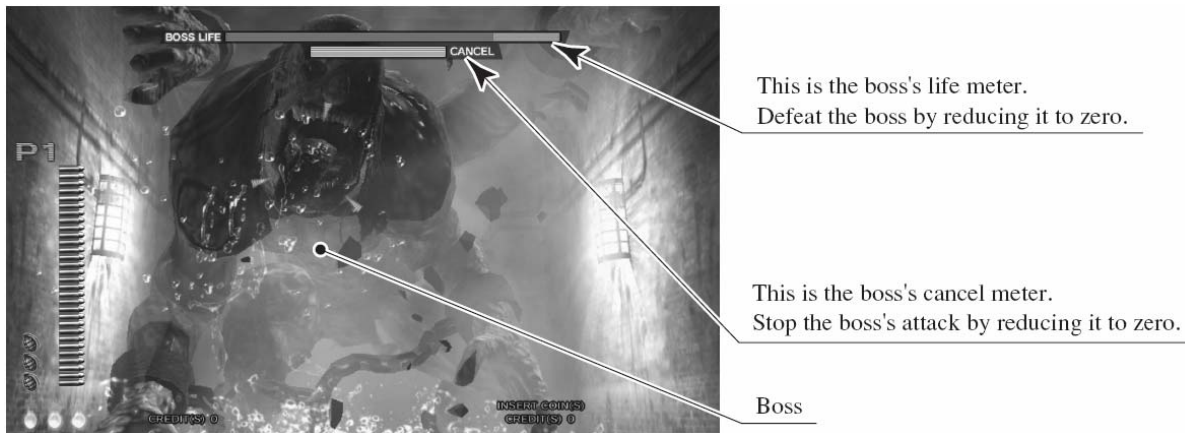 BOSS LIFE
CANCEL
This is the boss's life meter.
Defeat the boss by reducing it to zero.
P1
This is the boss's cancel meter.
Stop the boss's attack by reducing it to zero.
Boss
INSERT COIN(S)
CREDIT(S) 0
CREDIT(S) 0